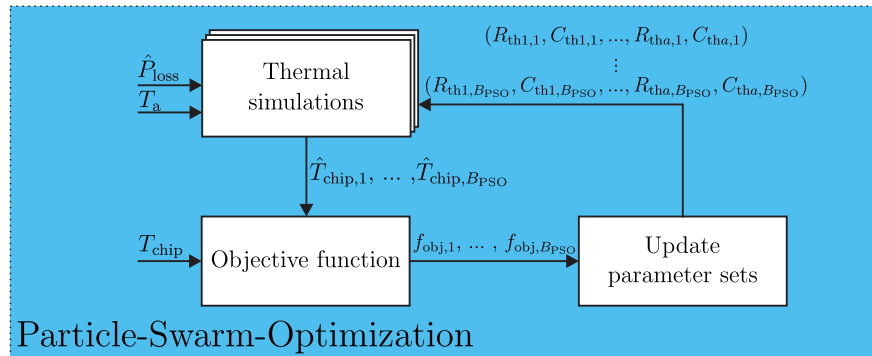 (R_th1,1, C_th1,1, ..., R_tha,1, C_tha,1)
⋮
(R_th1,B_PSO, C_th1,B_PSO, ..., R_tha,B_PSO, C_tha,B_PSO)
P̂_loss
T_a
Thermal
simulations
T̂_chip,1, ... ,T̂_chip,B_PSO
T_chip
Objective function
f_obj,1, ... , f_obj,B_PSO
Update
parameter sets
Particle-Swarm-Optimization